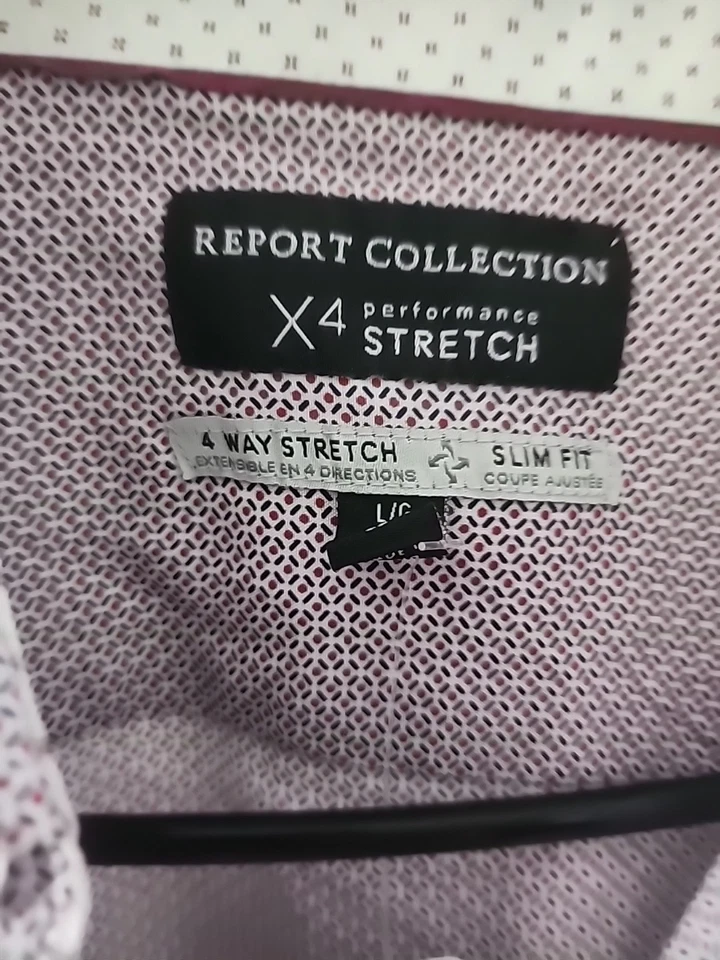 REPORT COLLECTION
X4 performance
STRETCH
4 WAY STRETCH SLIM FIT
EXTENSIBLE EN 4 DIRECTIONS COUPE AJUSTÉE
L/G